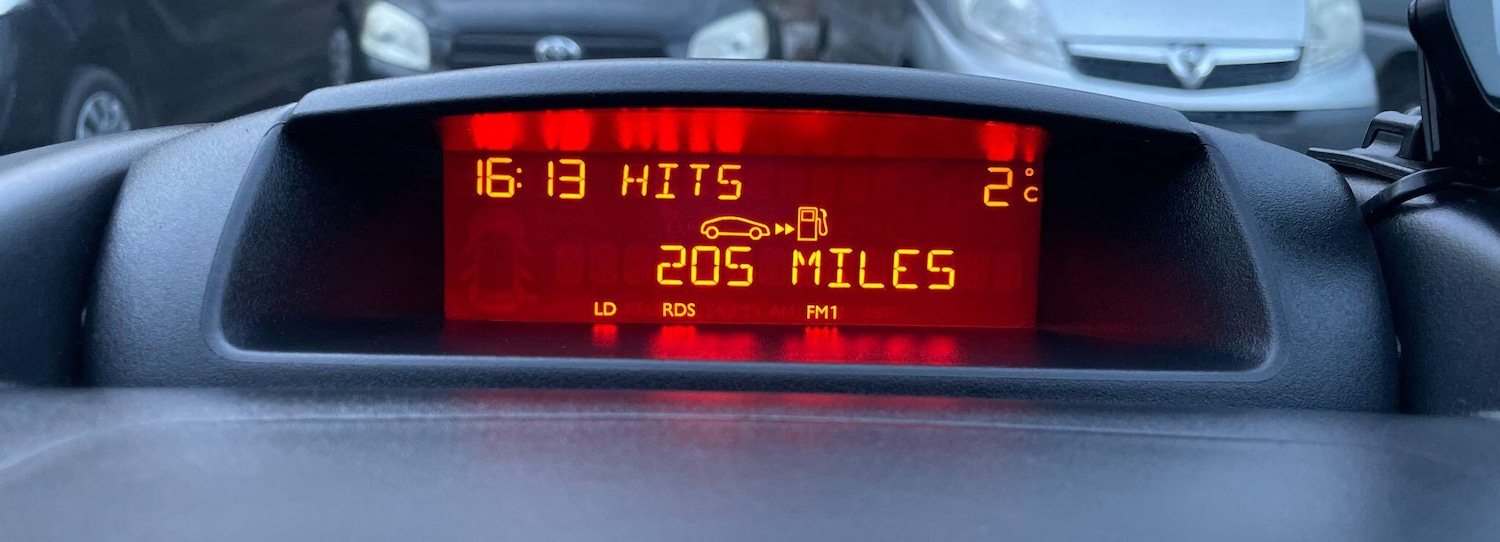 16:13 HITS 2°C
205 MILES
LD RDS FM1